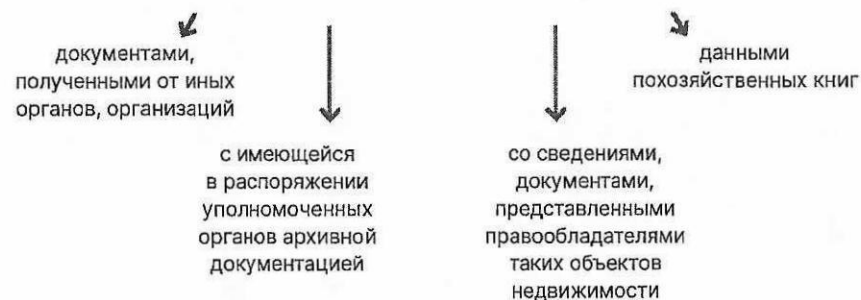 документами,
полученными от иных
органов, организаций
данными
похозяйственных книг
с имеющейся
в распоряжении
уполномоченных
органов архивной
документацией
со сведениями,
документами,
представленными
правообладателями
таких объектов
недвижимости